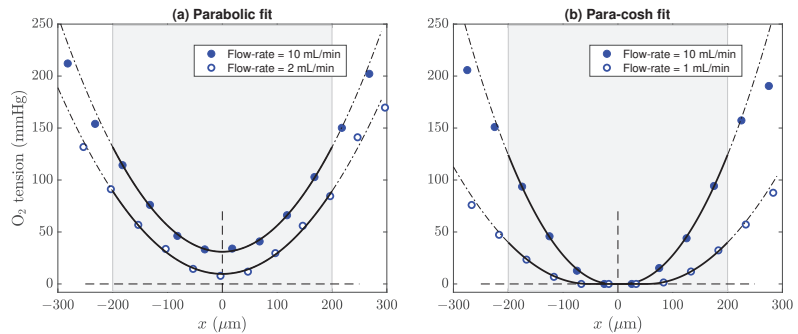 (a) Parabolic fit
(b) Para-cosh fit
250
200
150
100
50
0
O₂ tension (mmHg)
Flow-rate = 10 mL/min
Flow-rate = 2 mL/min
−300 −200 −100 0 100 200 300
x (μm)
250
200
150
100
50
0
Flow-rate = 10 mL/min
Flow-rate = 1 mL/min
−300 −200 −100 0 100 200 300
x (μm)